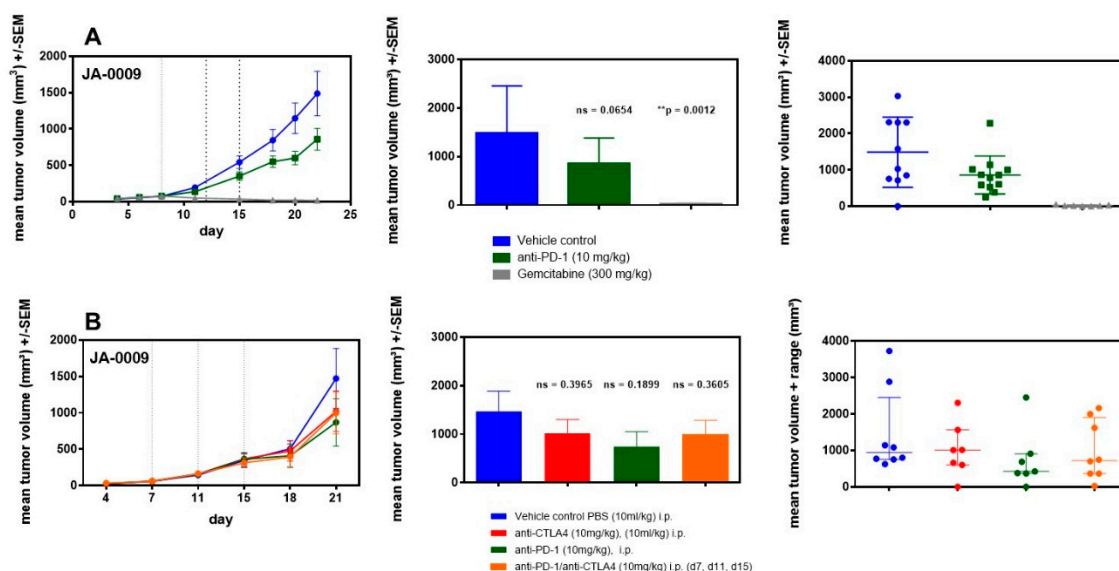 A
JA-0009
mean tumor volume (mm³) +/-SEM
2000
1500
1000
500
0
0 5 10 15 20 25
day
mean tumor volume (mm³) +/-SEM
3000
2000
1000
0
ns = 0.0654
**p = 0.0012
Vehicle control
anti-PD-1 (10 mg/kg)
Gemcitabine (300 mg/kg)
mean tumor volume (mm³) +/-SEM
4000
3000
2000
1000
0
B
JA-0009
mean tumor volume (mm³) +/-SEM
2000
1500
1000
500
0
4 7 11 15 18 21
day
mean tumor volume (mm³) +/-SEM
3000
2000
1000
0
ns = 0.3965
ns = 0.1899
ns = 0.3605
Vehicle control PBS (10ml/kg) i.p.
anti-CTLA4 (10mg/kg), (10ml/kg) i.p.
anti-PD-1 (10mg/kg), i.p.
anti-PD-1/anti-CTLA4 (10mg/kg) i.p. (d7, d11, d15)
mean tumor volume + range (mm³)
4000
3000
2000
1000
0